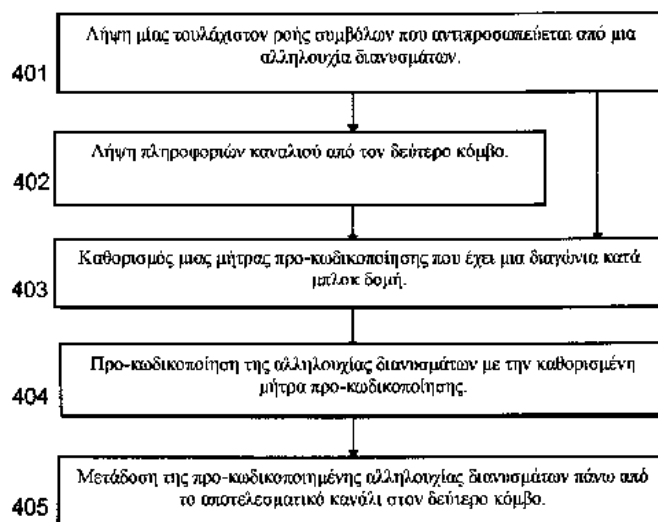 Λήψη μίας τουλάχιστον ροής συμβόλων που αντιπροσωπεύεται από μια
αλληλουχία διανυσμάτων.
401
Λήψη πληροφοριών καναλιού από τον δεύτερο κόμβο.
402
Καθορισμός μιας μήτρας προ-κωδικοποίησης που έχει μια διαγώνια κατά
μπλοκ δομή.
403
Προ-κωδικοποίηση της αλληλουχίας διανυσμάτων με την καθορισμένη
μήτρα προ-κωδικοποίησης.
404
Μετάδοση της προ-κωδικοποιημένης αλληλουχίας διανυσμάτων πάνω από
το αποτελεσματικό κανάλι στον δεύτερο κόμβο.
405